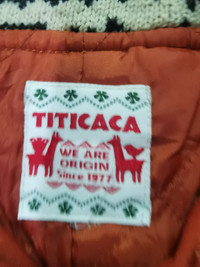 TITICACA
WE ARE
ORIGIN
Since 1977